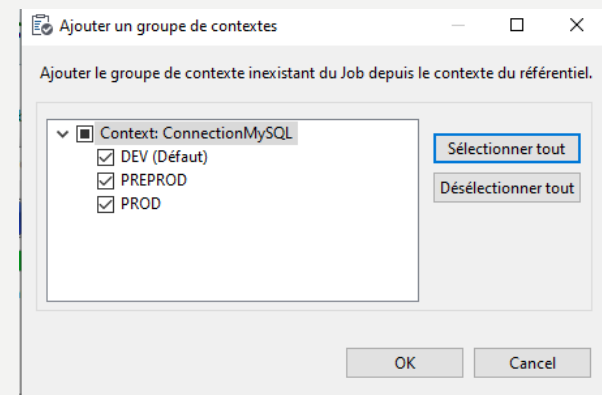 Ajouter un groupe de contextes
Ajouter le groupe de contexte inexistant du Job depuis le contexte du référentiel.
Context: ConnectionMySQL
DEV (Défaut)
PREPROD
PROD
Sélectionner tout
Désélectionner tout
OK
Cancel